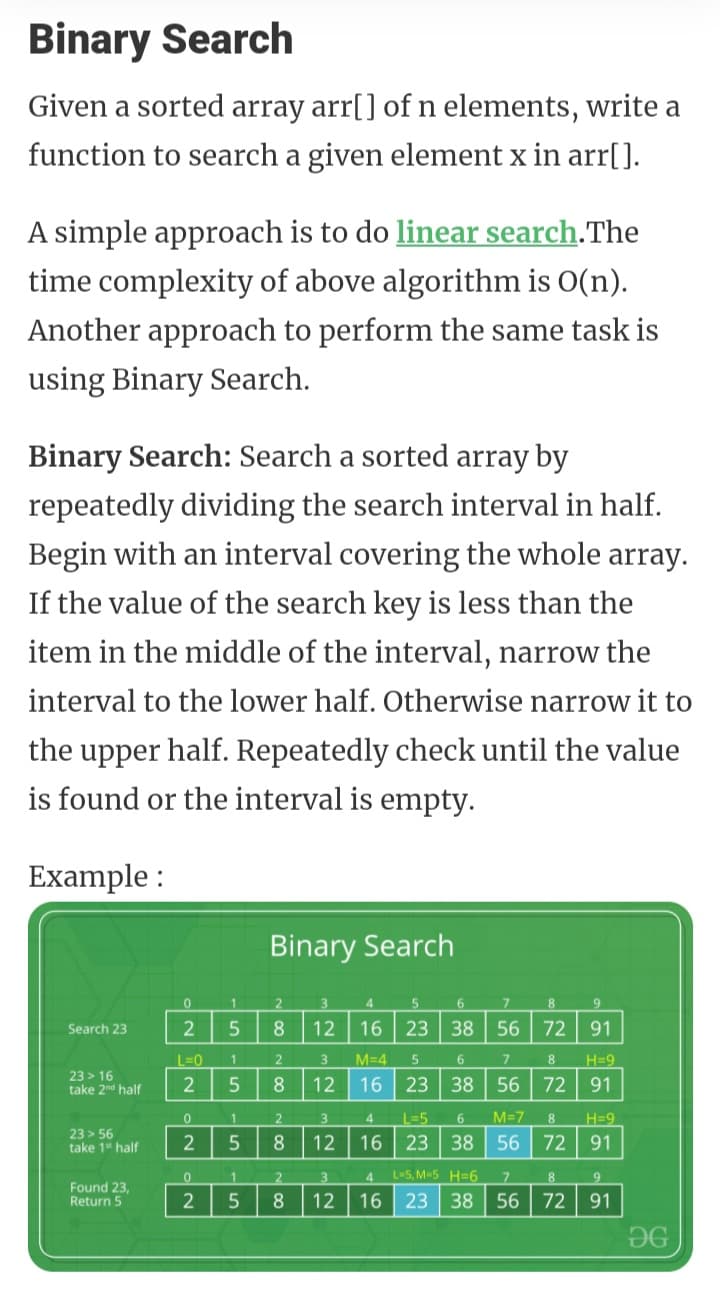 Binary Search
Given a sorted array arr[] of n elements, write a
function to search a given element x in arr[].
A simple approach is to do linear search.The
time complexity of above algorithm is O(n).
Another approach to perform the same task is
using Binary Search.
Binary Search: Search a sorted array by
repeatedly dividing the search interval in half.
Begin with an interval covering the whole array.
If the value of the search key is less than the
item in the middle of the interval, narrow the
interval to the lower half. Otherwise narrow it to
the upper half. Repeatedly check until the value
is found or the interval is empty.
Example :
Binary Search
0 1 2 3 4 5 6 7 8 9
Search 23 2 5 8 12 16 23 38 56 72 91
L=0 1 2 3 M=4 5 6 7 8 H=9
23 > 16
take 2nd half 2 5 8 12 16 23 38 56 72 91
0 1 2 3 4 L=5 6 M=7 8 H=9
23 > 56
take 1st half 2 5 8 12 16 23 38 56 72 91
0 1 2 3 4 L=5, M=5 H=6 7 8 9
Found 23,
Return 5 2 5 8 12 16 23 38 56 72 91